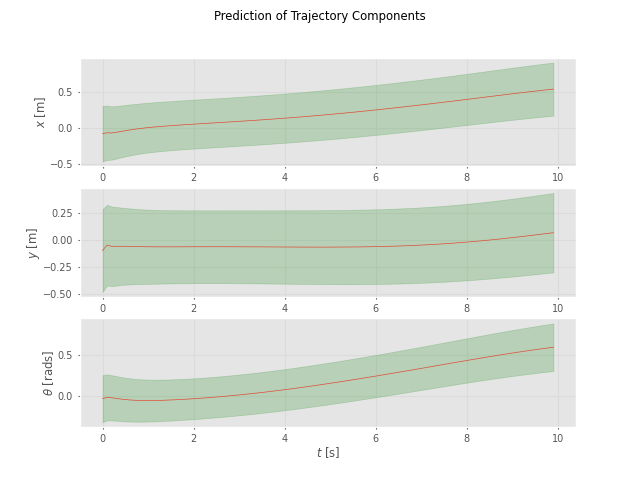 Prediction of Trajectory Components
0.5
0.0
−0.5
x [m]
0 2 4 6 8 10
0.25
0.00
−0.25
−0.50
y [m]
0 2 4 6 8 10
0.5
0.0
θ [rads]
0 2 4 6 8 10
t [s]